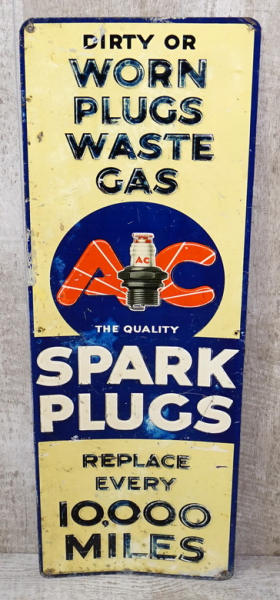 DIRTY OR
WORN
PLUGS
WASTE
GAS
AC
AC
THE QUALITY
SPARK
PLUGS
REPLACE
EVERY
10,000
MILES